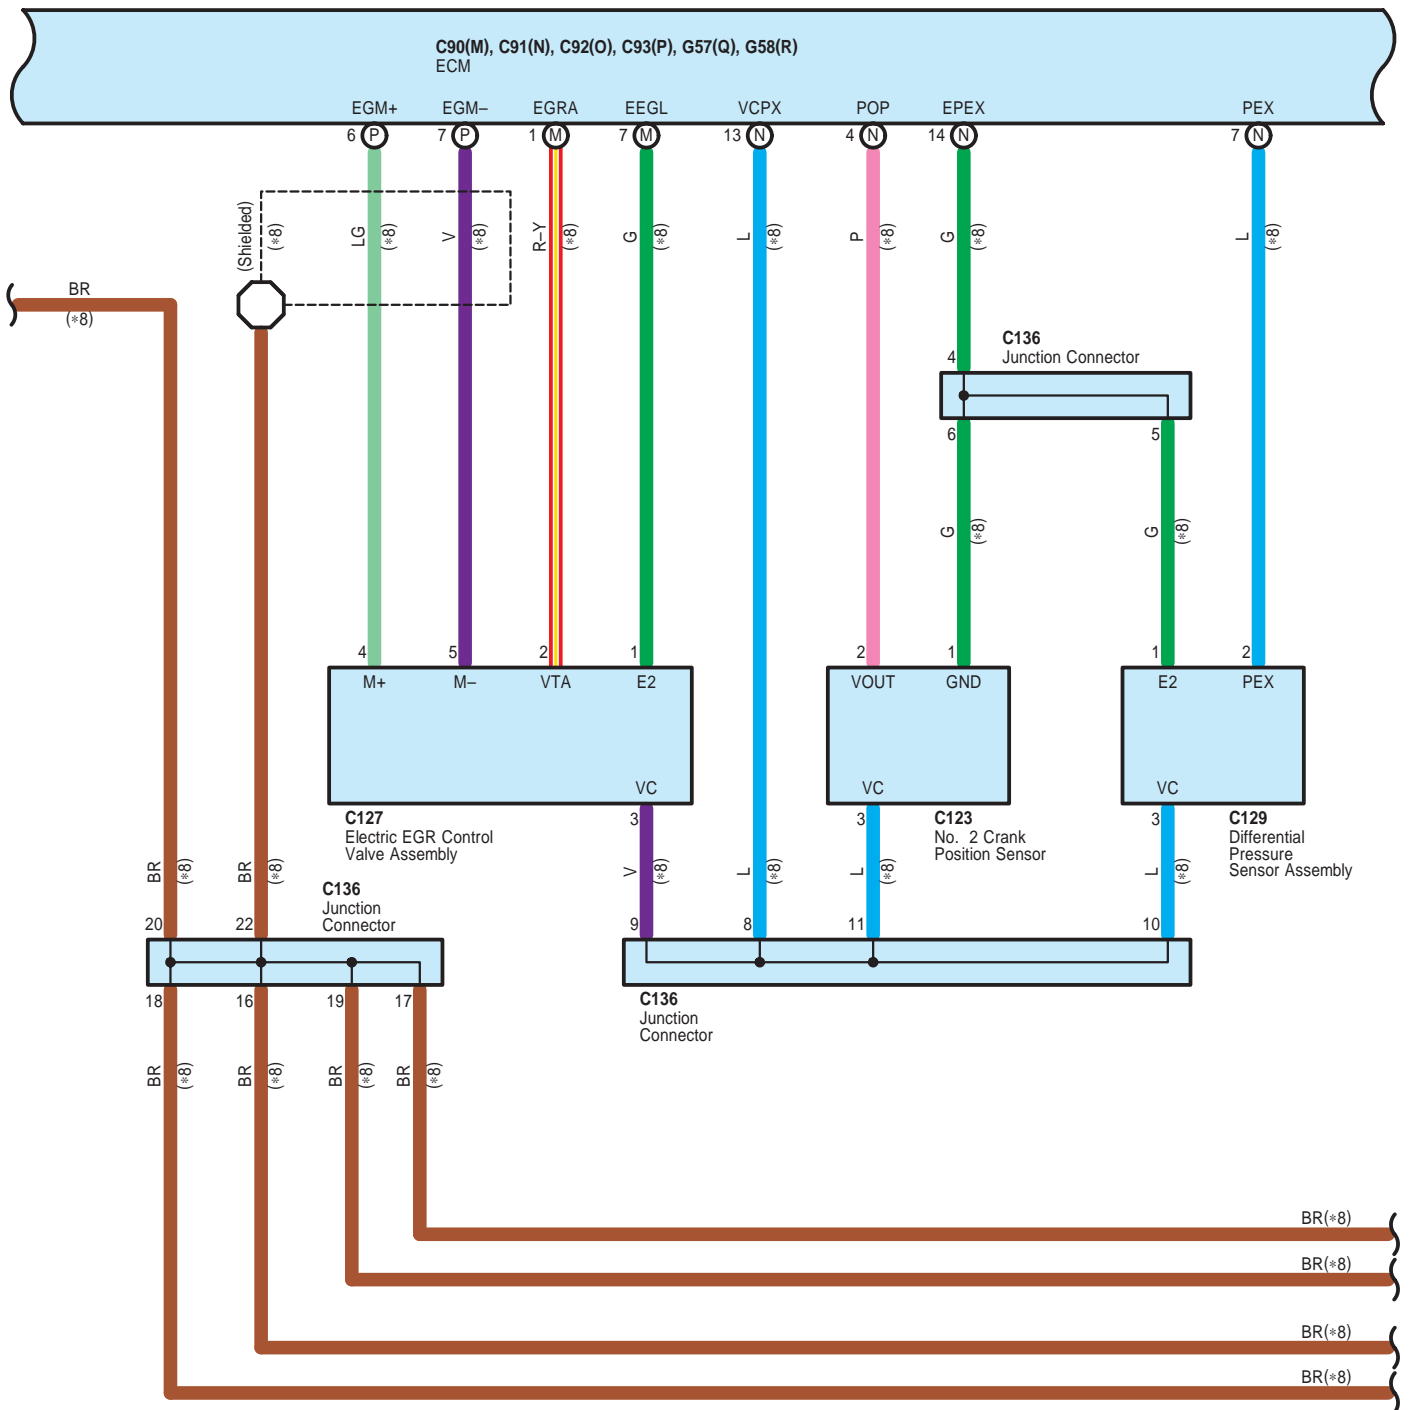 C90(M), C91(N), C92(O), C93(P), G57(Q), G58(R)
ECM
EGM+ EGM– EGRA EEGL VCPX POP EPEX PEX
6 P 7 P 1 M 7 M 13 N 4 N 14 N 7 N
(Shielded) (*8) LG (*8) V (*8) R–Y (*8) G (*8) L (*8) P (*8) G (*8) L (*8)
BR
(*8)
C136
Junction Connector
4
6 5
G (*8) G (*8)
4 5 2 1 2 1 1 2
M+ M– VTA E2 VOUT GND E2 PEX
VC VC VC
C127
Electric EGR Control
Valve Assembly
3
3
C123
No. 2 Crank
Position Sensor
3
C129
Differential
Pressure
Sensor Assembly
BR (*8) BR (*8) V (*8) L (*8) L (*8) L (*8)
C136
Junction
Connector
20 22 9 8 11 10
18 16 19 17
C136
Junction
Connector
BR (*8) BR (*8) BR (*8) BR (*8)
BR(*8)
BR(*8)
BR(*8)
BR(*8)